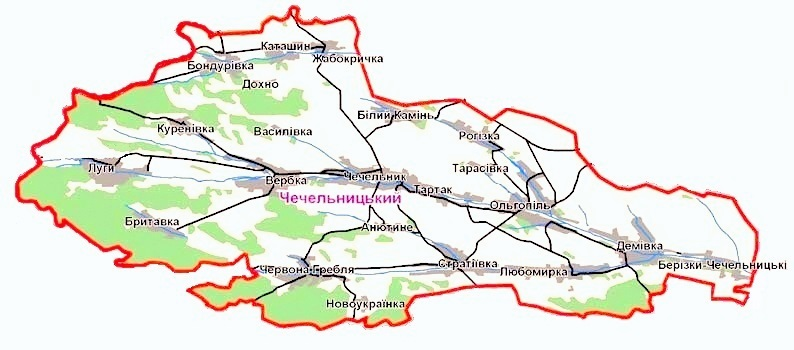 Каташин
Жабокричка
Бондурівка
Дохно
Білий Камінь
Куренівка
Василівка
Рогізка
Тарасівка
Луги
Вербка
Чечельник
Тартак
Чечельницький
Ольгопіль
Бритавка
Анютине
Демівка
Червона Гребля
Стратіївка
Любомирка
Берізки-Чечельницькі
Новоукраїнка